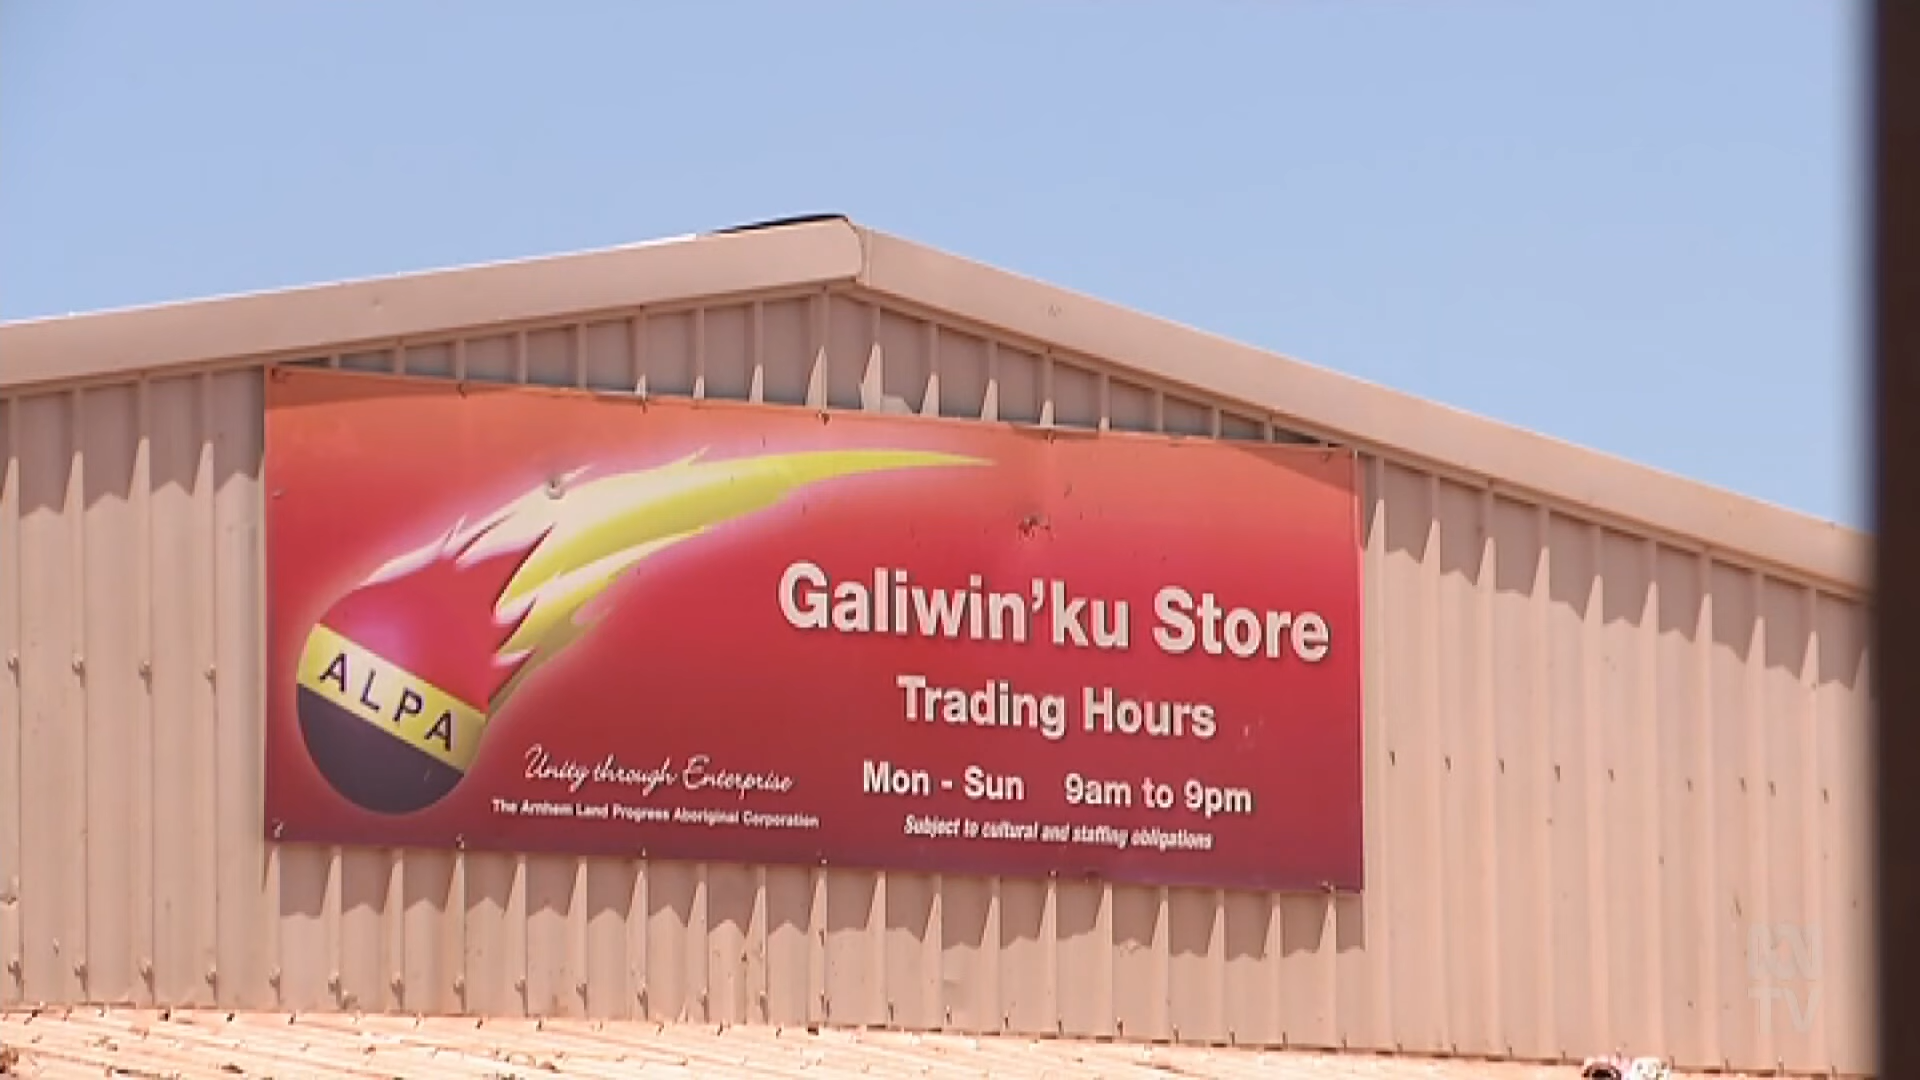 Galiwin'ku Store
Trading Hours
Mon - Sun 9am to 9pm
Subject to cultural and staffing obligations
ALPA
Unity through Enterprise
The Arnhem Land Progress Aboriginal Corporation
TV